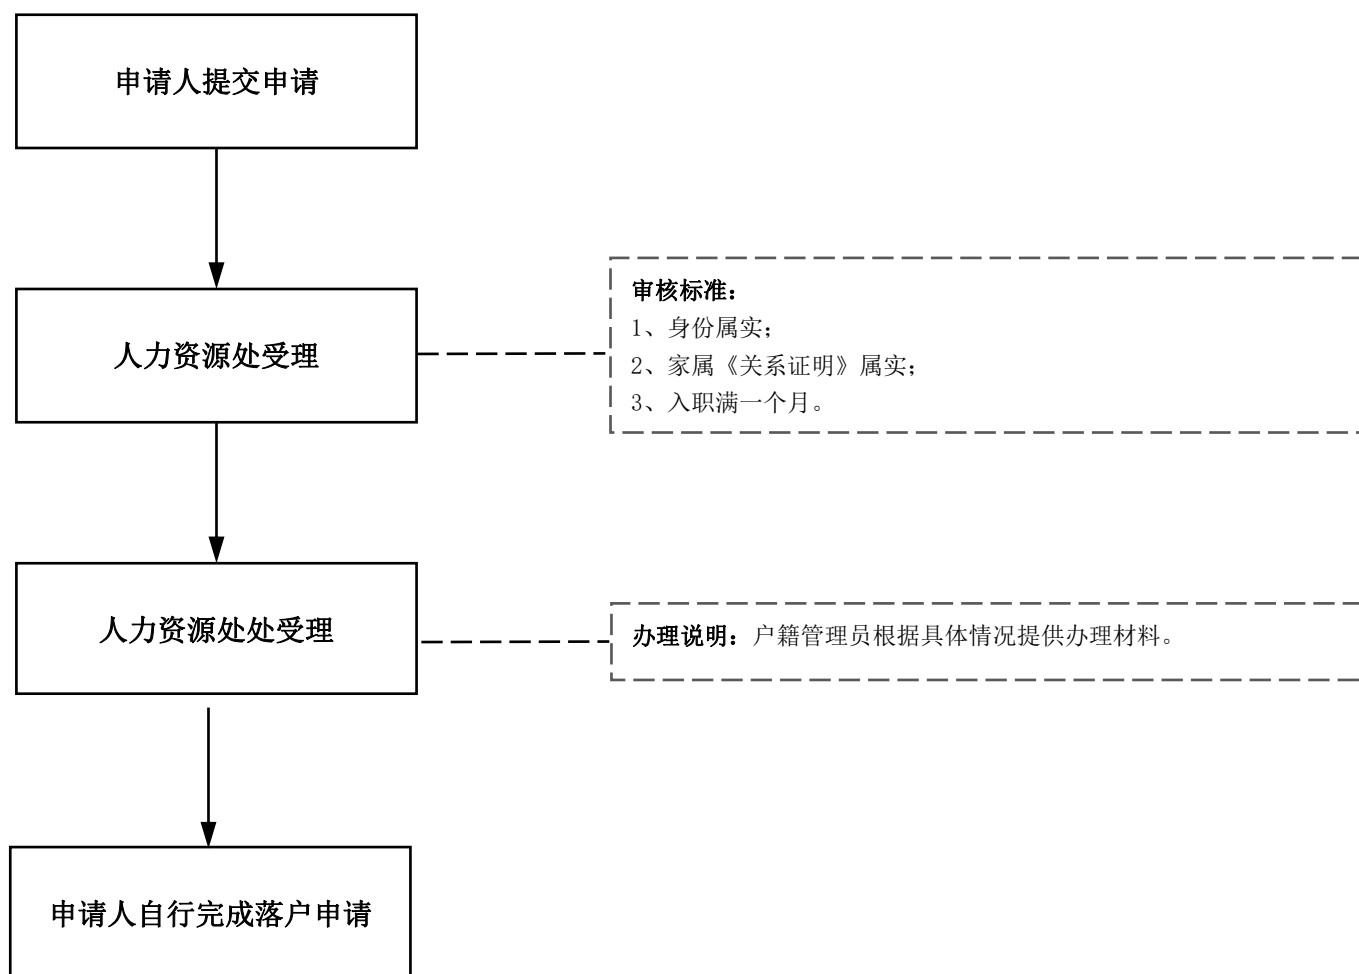 申请人提交申请
人力资源处受理
审核标准：
1、身份属实；
2、家属《关系证明》属实；
3、入职满一个月。
人力资源处处受理
办理说明：户籍管理员根据具体情况提供办理材料。
申请人自行完成落户申请